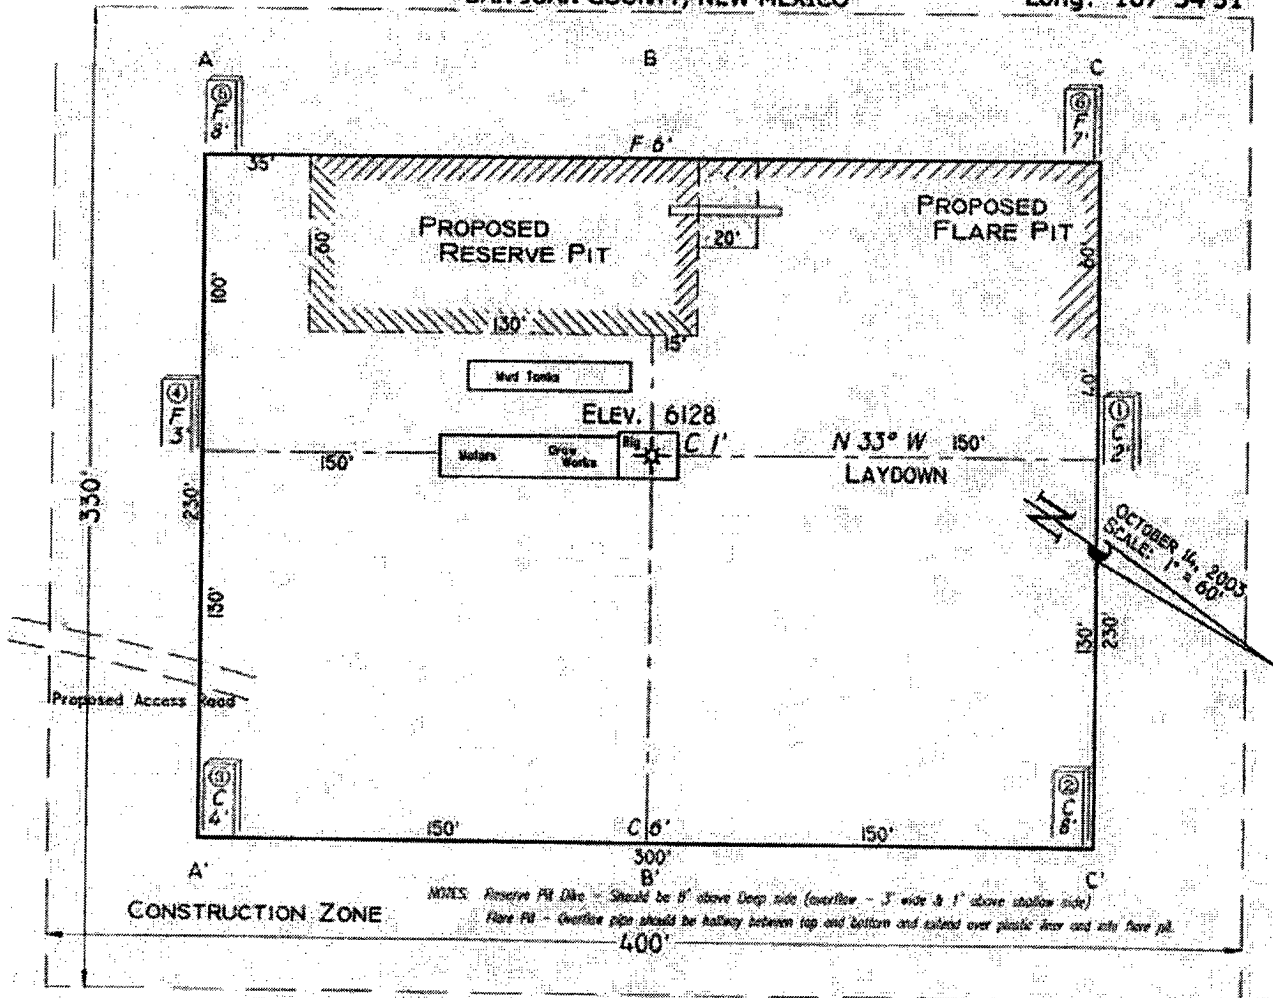 SAN JUAN COUNTY, NEW MEXICO
Long:
A
B
C
⑤
F
8'
⑥
F
7'
F 6'
35'
PROPOSED
RESERVE PIT
PROPOSED
FLARE PIT
20'
60'
60'
100'
130'
15'
Mud Tanks
④
F
3'
40'
①
C
2'
ELEV. 6128
Rig
C 1'
N 33° W 150'
150'
Motors
Draw
Works
LAYDOWN
330'
230'
N
OCTOBER 14, 2003
SCALE: 1" = 60'
130'
130'
230'
Proposed Access Road
③
C
4'
②
C
8'
150'
C 6'
150'
300'
A'
B'
C'
CONSTRUCTION ZONE
NOTES: Reserve Pit Dike - Should be 8' above Deep side (overflow - 3' wide & 1' above shallow side)
Flare Pit - Overflow pipe should be halfway between top and bottom and extend over plastic liner and into flare pit.
400'